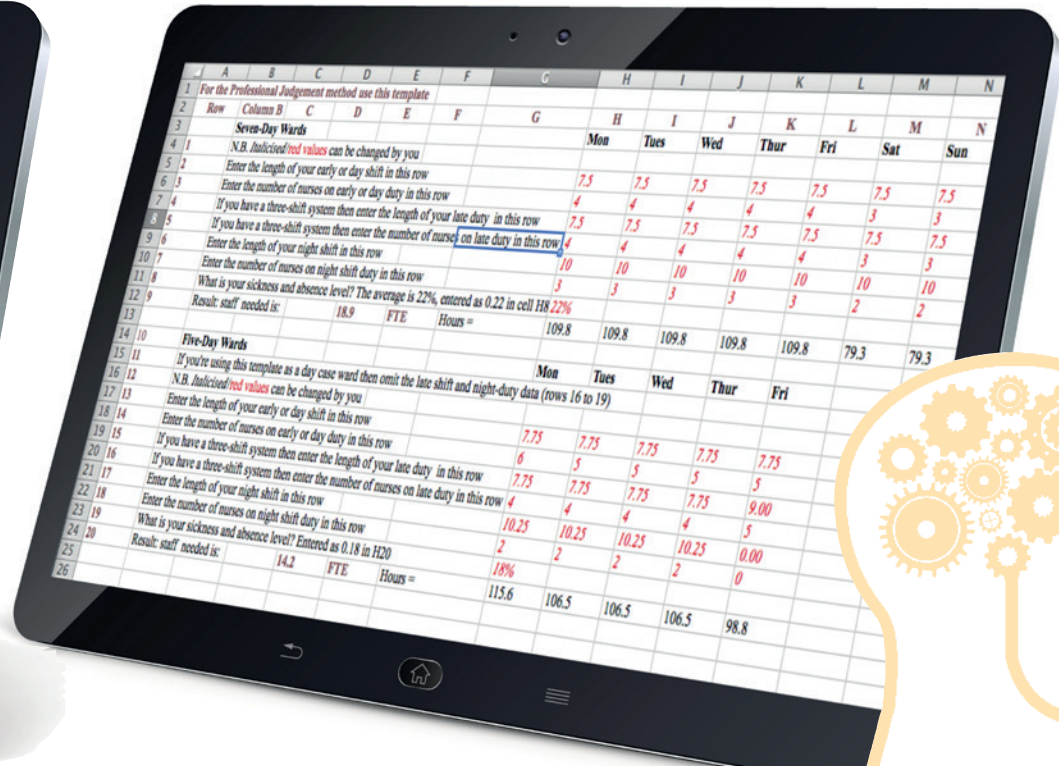 A B C D E F G H I J K L M N
1 For the Professional Judgement method use this template
2 Row Column B C D E F G H I J K L M N
3 Seven-Day Wards Mon Tues Wed Thur Fri Sat Sun
4 1 N.B. Italicised/red values can be changed by you
5 2 Enter the length of your early or day shift in this row 7.5 7.5 7.5 7.5 7.5 7.5 7.5
6 3 Enter the number of nurses on early or day duty in this row 4 4 4 4 4 3 3
7 4 If you have a three-shift system then enter the length of your late duty in this row 7.5 7.5 7.5 7.5 7.5 7.5 7.5
8 5 If you have a three-shift system then enter the number of nurses on late duty in this row 4 4 4 4 4 3 3
9 6 Enter the length of your night shift in this row 10 10 10 10 10 10 10
10 7 Enter the number of nurses on night shift duty in this row 3 3 3 3 3 2 2
11 8 What is your sickness and absence level? The average is 22%, entered as 0.22 in cell H8 22%
12 9 Result: staff needed is: 18.9 FTE Hours = 109.8 109.8 109.8 109.8 109.8 79.3 79.3
13
14 10 Five-Day Wards Mon Tues Wed Thur Fri
15 11 If you're using this template as a day case ward then omit the late shift and night-duty data (rows 16 to 19)
16 12 N.B. Italicised/red values can be changed by you
17 13 Enter the length of your early or day shift in this row 7.75 7.75 7.75 7.75 7.75
18 14 Enter the number of nurses on early or day duty in this row 6 5 5 5 5
19 15 If you have a three-shift system then enter the length of your late duty in this row 7.75 7.75 7.75 7.75 9.00
20 16 If you have a three-shift system then enter the number of nurses on late duty in this row 4 4 4 4 5
21 17 Enter the length of your night shift in this row 10.25 10.25 10.25 10.25 0.00
22 18 Enter the number of nurses on night shift duty in this row 2 2 2 2 0
23 19 What is your sickness and absence level? Entered as 0.18 in H20 18%
24 20 Result: staff needed is: 14.2 FTE Hours = 115.6 106.5 106.5 106.5 98.8
25
26